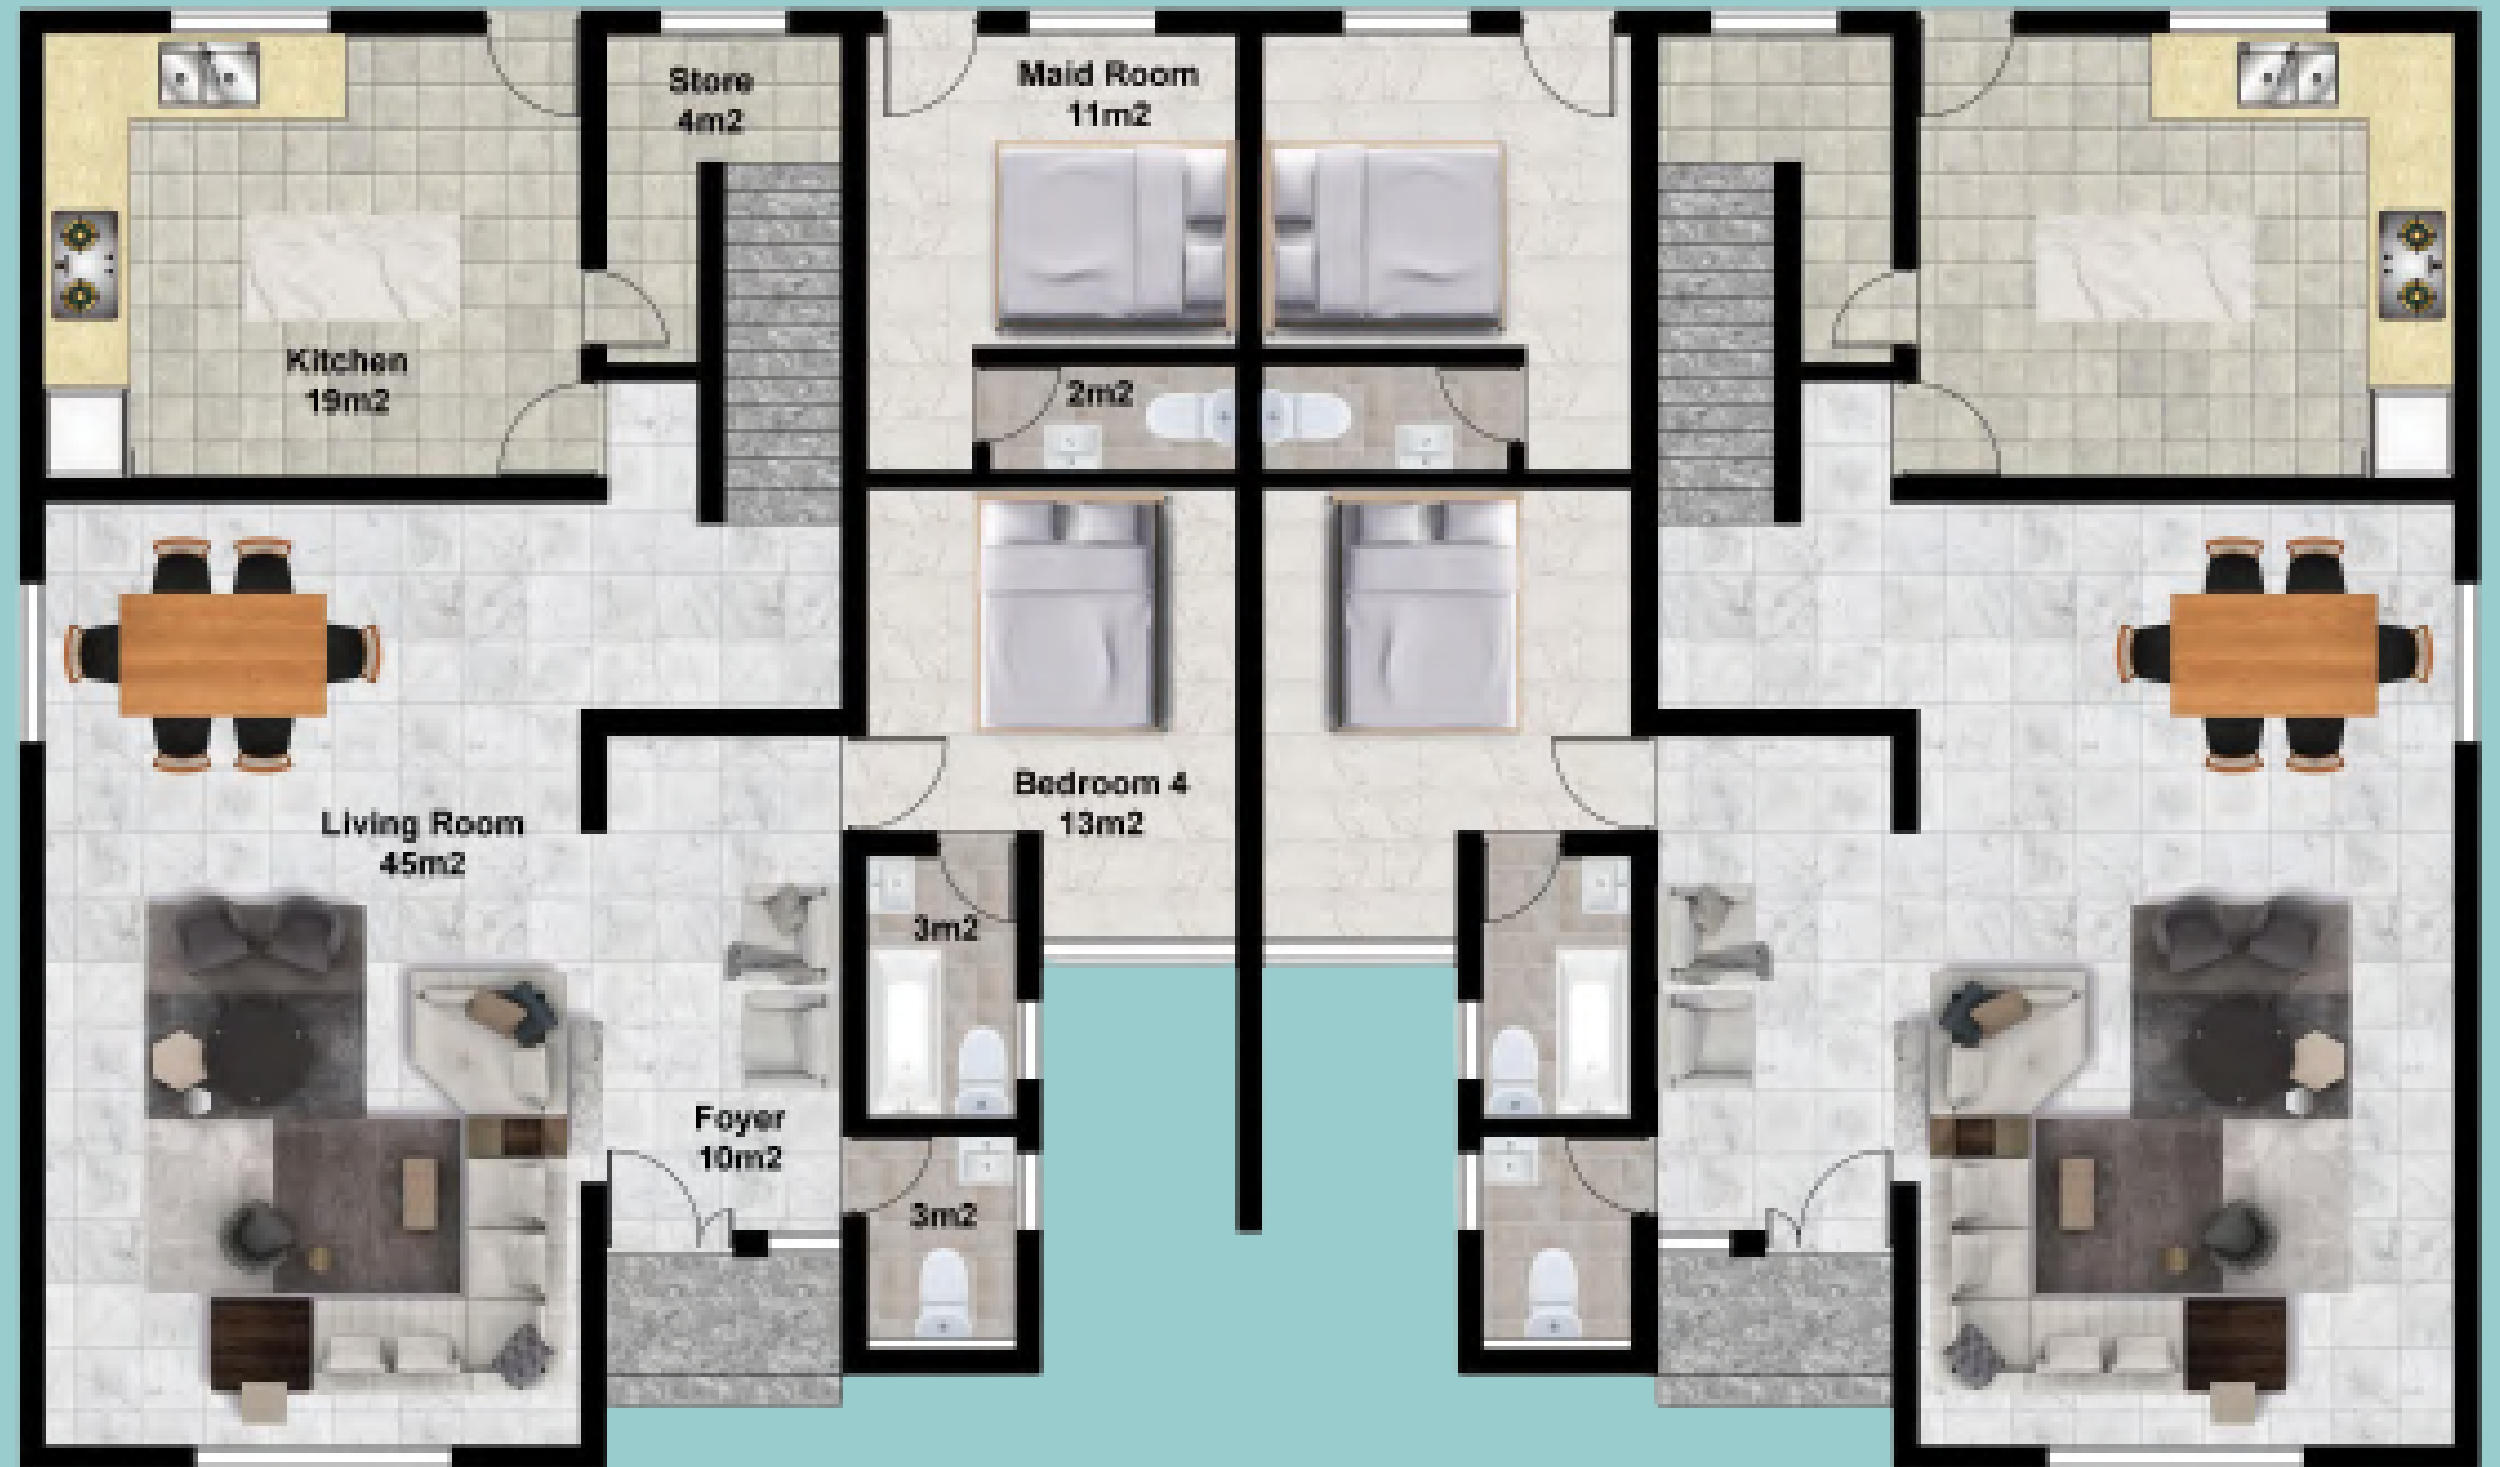 Store
4m2
Maid Room
11m2
Kitchen
19m2
2m2
Bedroom 4
13m2
Living Room
45m2
3m2
Foyer
10m2
3m2